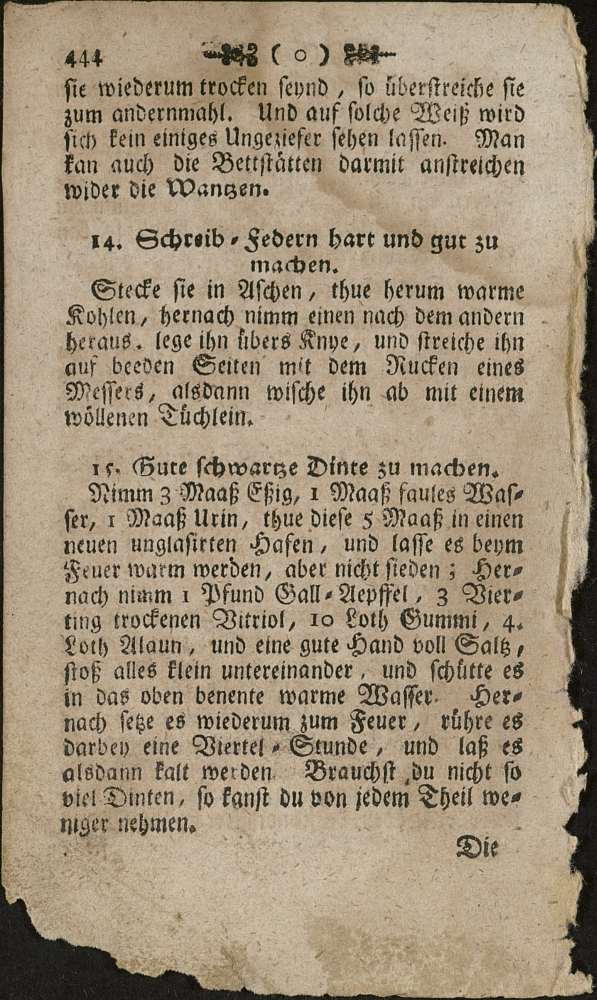 444 ( o )
sie wiederum trocken seynd, so überstreiche sie
zum andernmahl. Und auf solche Weiß wird
sich kein einiges Ungeziefer sehen lassen. Man
kan auch die Bettstätten darmit anstreichen
wider die Wantzen.
14. Schreib-Federn hart und gut zu
machen.
Stecke sie in Aschen, thue herum warme
Kohlen, hernach nimm einen nach dem andern
heraus, lege ihn übers Knye, und streiche ihn
auf beeden Seiten mit dem Rucken eines
Messers, alsdann wische ihn ab mit einem
wöllenen Tüchlein.
15. Gute schwartze Dinte zu machen.
Nimm 3 Maaß Eßig, 1 Maaß faules Was-
ser, 1 Maaß Urin, thue diese 5 Maaß in einen
neuen unglasirten Hafen, und lasse es beym
Feuer warm werden, aber nicht sieden; Her-
nach nimm 1 Pfund Gall-Aepffel, 3 Vier-
ting trockenen Vitriol, 10 Loth Gummi, 4.
Loth Alaun, und eine gute Hand voll Saltz,
stoß alles klein untereinander, und schütte es
in das oben benente warme Wasser. Her-
nach setze es wiederum zum Feuer, rühre es
darbey eine Viertel-Stunde, und laß es
alsdann kalt werden. Brauchst du nicht so
viel Dinten, so kanst du von jedem Theil we-
niger nehmen.
Die